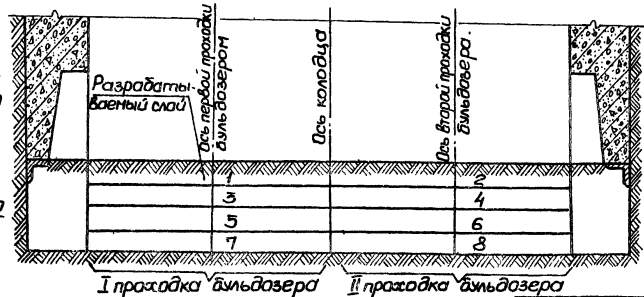 Разрабаты-
ваемый слой
Ось первой проходки
бульдозером
Ось колодца
Ось второй проходки
бульдозера.
1 2
3 4
5 6
7 8
I проходка бульдозера II проходка бульдозера